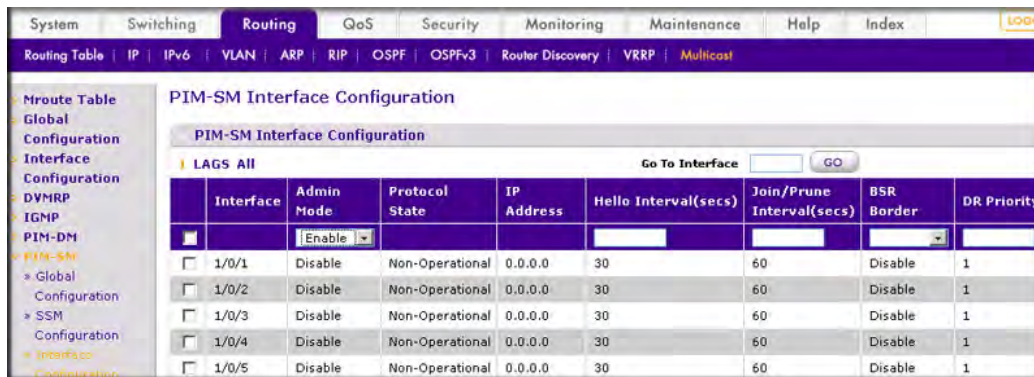 System Switching Routing QoS Security Monitoring Maintenance Help Index LOGO
Routing Table | IP | IPv6 | VLAN | ARP | RIP | OSPF | OSPFv3 | Router Discovery | VRRP | Multicast
Mroute Table
Global
Configuration
Interface
Configuration
DVMRP
IGMP
PIM-DM
PIM-SM
» Global
Configuration
» SSM
Configuration
» Interface
Configuration
PIM-SM Interface Configuration
PIM-SM Interface Configuration
LAGS All Go To Interface GO
Interface Admin Mode Protocol State IP Address Hello Interval(secs) Join/Prune Interval(secs) BSR Border DR Priority
Enable
1/0/1 Disable Non-Operational 0.0.0.0 30 60 Disable 1
1/0/2 Disable Non-Operational 0.0.0.0 30 60 Disable 1
1/0/3 Disable Non-Operational 0.0.0.0 30 60 Disable 1
1/0/4 Disable Non-Operational 0.0.0.0 30 60 Disable 1
1/0/5 Disable Non-Operational 0.0.0.0 30 60 Disable 1